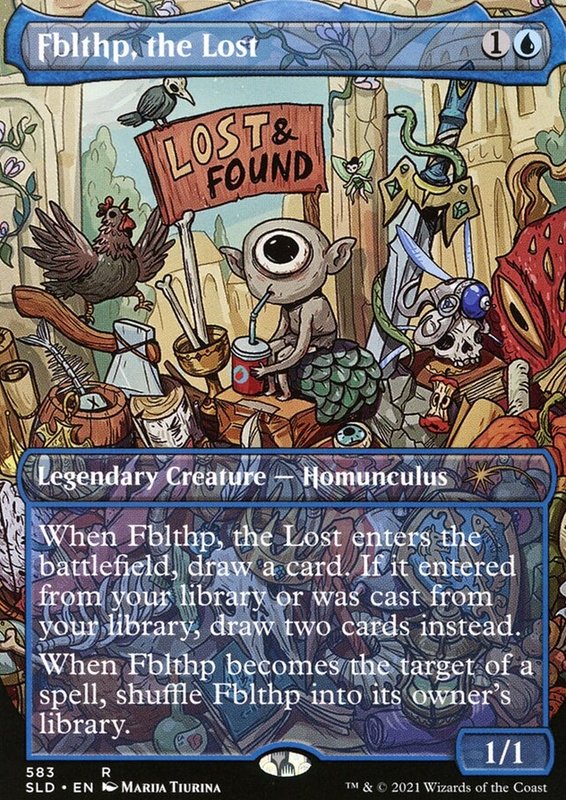 Fblthp, the Lost 1
LOST &
FOUND
Legendary Creature — Homunculus
When Fblthp, the Lost enters the
battlefield, draw a card. If it entered
from your library or was cast from
your library, draw two cards instead.
When Fblthp becomes the target of a
spell, shuffle Fblthp into its owner's
library.
1/1
583 R
SLD • EN Marija Tiurina
™ & © 2021 Wizards of the Coast